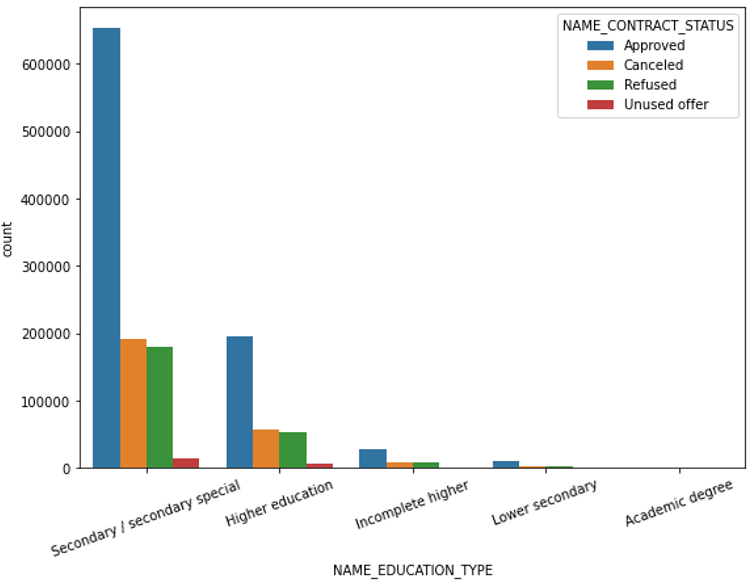 NAME_CONTRACT_STATUS
Approved
Canceled
Refused
Unused offer
600000
500000
400000
300000
200000
100000
0
count
Secondary / secondary special
Higher education
Incomplete higher
Lower secondary
Academic degree
NAME_EDUCATION_TYPE